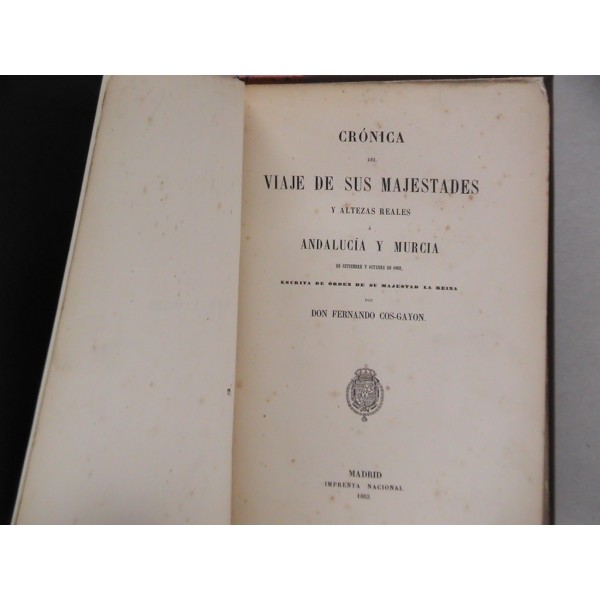 CRÓNICA
DEL
VIAJE DE SUS MAJESTADES
Y ALTEZAS REALES
Á
ANDALUCÍA Y MURCIA
EN SETIEMBRE Y OCTUBRE DE 1862,
ESCRITA DE ÓRDEN DE SU MAJESTAD LA REINA
POR
DON FERNANDO COS-GAYON.
MADRID
IMPRENTA NACIONAL
1863.